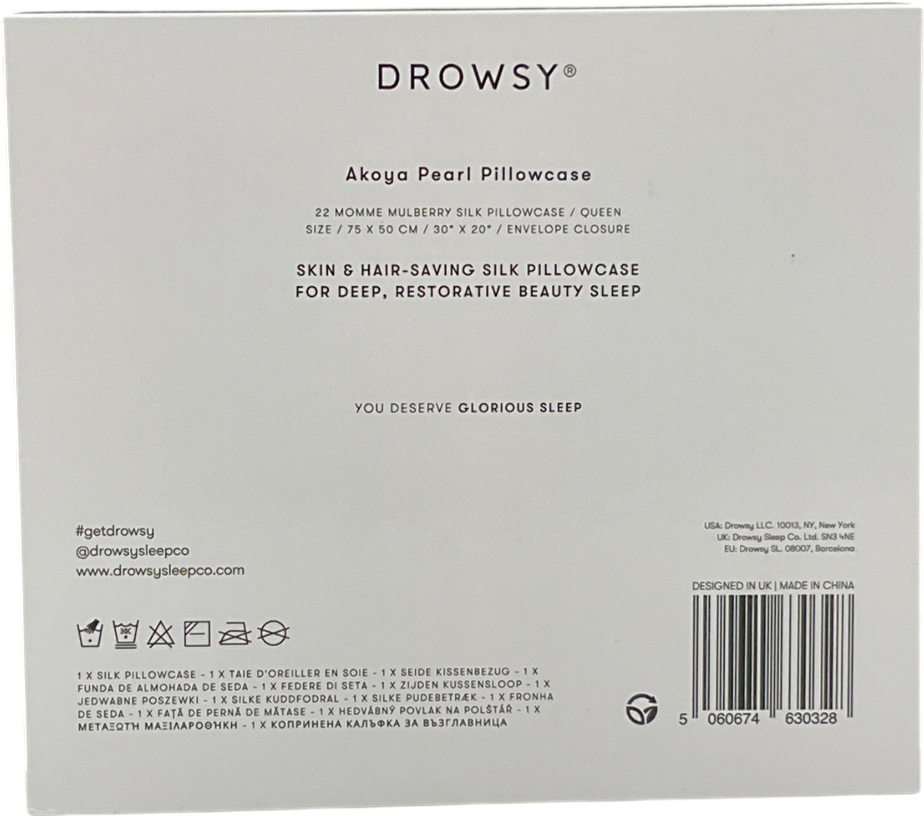 DROWSY®
Akoya Pearl Pillowcase
22 MOMME MULBERRY SILK PILLOWCASE / QUEEN
SIZE / 75 X 50 CM / 30" X 20" / ENVELOPE CLOSURE
SKIN & HAIR-SAVING SILK PILLOWCASE
FOR DEEP, RESTORATIVE BEAUTY SLEEP
YOU DESERVE GLORIOUS SLEEP
#getdrowsy
@drowsysleepco
www.drowsysleepco.com
USA: Drowsy LLC. 10013, NY, New York
UK: Drowsy Sleep Co. Ltd. SN3 4NE
EU: Drowsy SL. 08007, Barcelona
DESIGNED IN UK | MADE IN CHINA
1 X SILK PILLOWCASE - 1 X TAIE D'OREILLER EN SOIE - 1 X SEIDE KISSENBEZUG - 1 X
FUNDA DE ALMOHADA DE SEDA - 1 X FEDERE DI SETA - 1 X ZIJDEN KUSSENSLOOP - 1 X
JEDWABNE POSZEWKI - 1 X SILKE KUDDFODRAL - 1 X SILKE PUDEBETRÆK - 1 X FRONHA
DE SEDA - 1 X FAȚĂ DE PERNĂ DE MĂTASE - 1 X HEDVÁBNÝ POVLAK NA POLŠTÁŘ - 1 X
ΜΕΤΑΞΩΤΗ ΜΑΞΙΛΑΡΟΘΗΚΗ - 1 X КОПРИНЕНА КАЛЪФКА ЗА ВЪЗГЛАВНИЦА
5 060674 630328